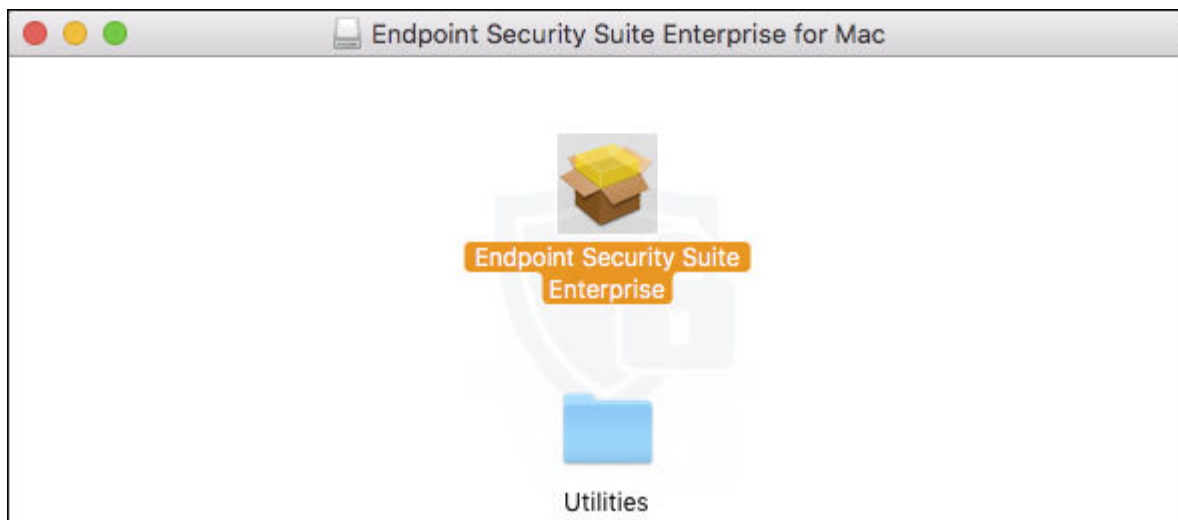 Endpoint Security Suite Enterprise for Mac
Endpoint Security Suite
Enterprise
Utilities